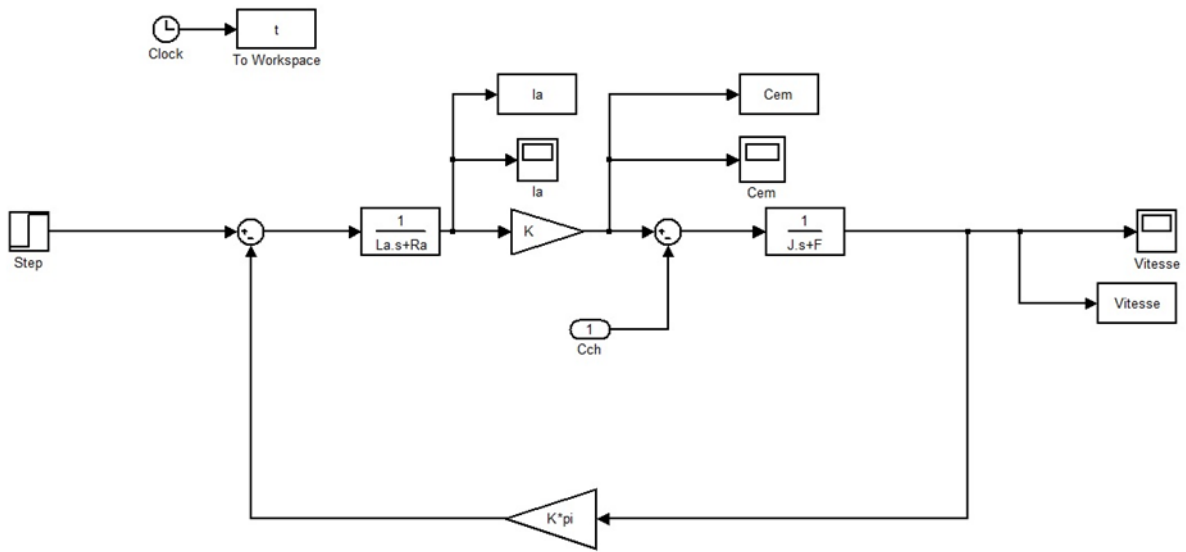 t
Clock
To Workspace
Ia
Cem
Ia
Cem
Step
+
-
1
La.s+Ra
K
+
-
1
J.s+F
Vitesse
Vitesse
1
Cch
K*pi